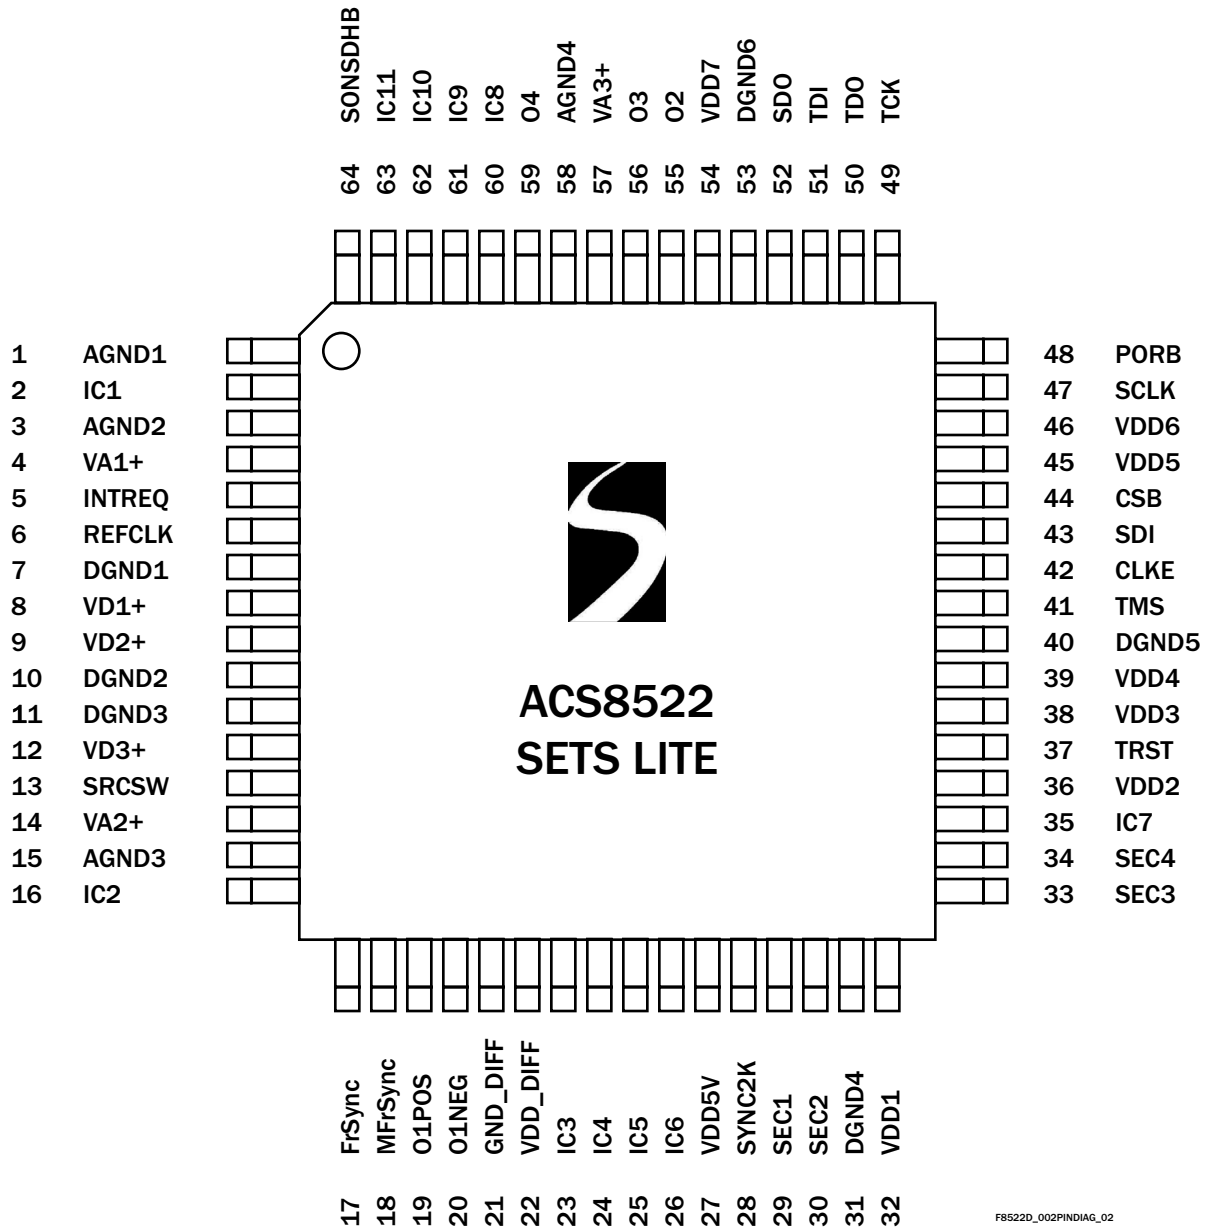 SONSDHB IC11 IC10 IC9 IC8 O4 AGND4 VA3+ O3 O2 VDD7 DGND6 SDO TDI TDO TCK
64 63 62 61 60 59 58 57 56 55 54 53 52 51 50 49
1 AGND1
2 IC1
3 AGND2
4 VA1+
5 INTREQ
6 REFCLK
7 DGND1
8 VD1+
9 VD2+
10 DGND2
11 DGND3
12 VD3+
13 SRCSW
14 VA2+
15 AGND3
16 IC2
ACS8522
SETS LITE
48 PORB
47 SCLK
46 VDD6
45 VDD5
44 CSB
43 SDI
42 CLKE
41 TMS
40 DGND5
39 VDD4
38 VDD3
37 TRST
36 VDD2
35 IC7
34 SEC4
33 SEC3
FrSync MFrSync O1POS O1NEG GND_DIFF VDD_DIFF IC3 IC4 IC5 IC6 VDD5V SYNC2K SEC1 SEC2 DGND4 VDD1
17 18 19 20 21 22 23 24 25 26 27 28 29 30 31 32
F8522D_002PINDIAG_02